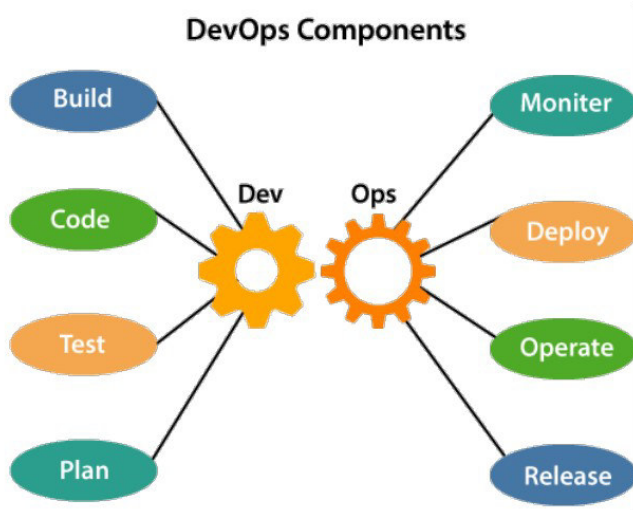 DevOps Components
Build
Code
Test
Plan
Dev
Ops
Moniter
Deploy
Operate
Release